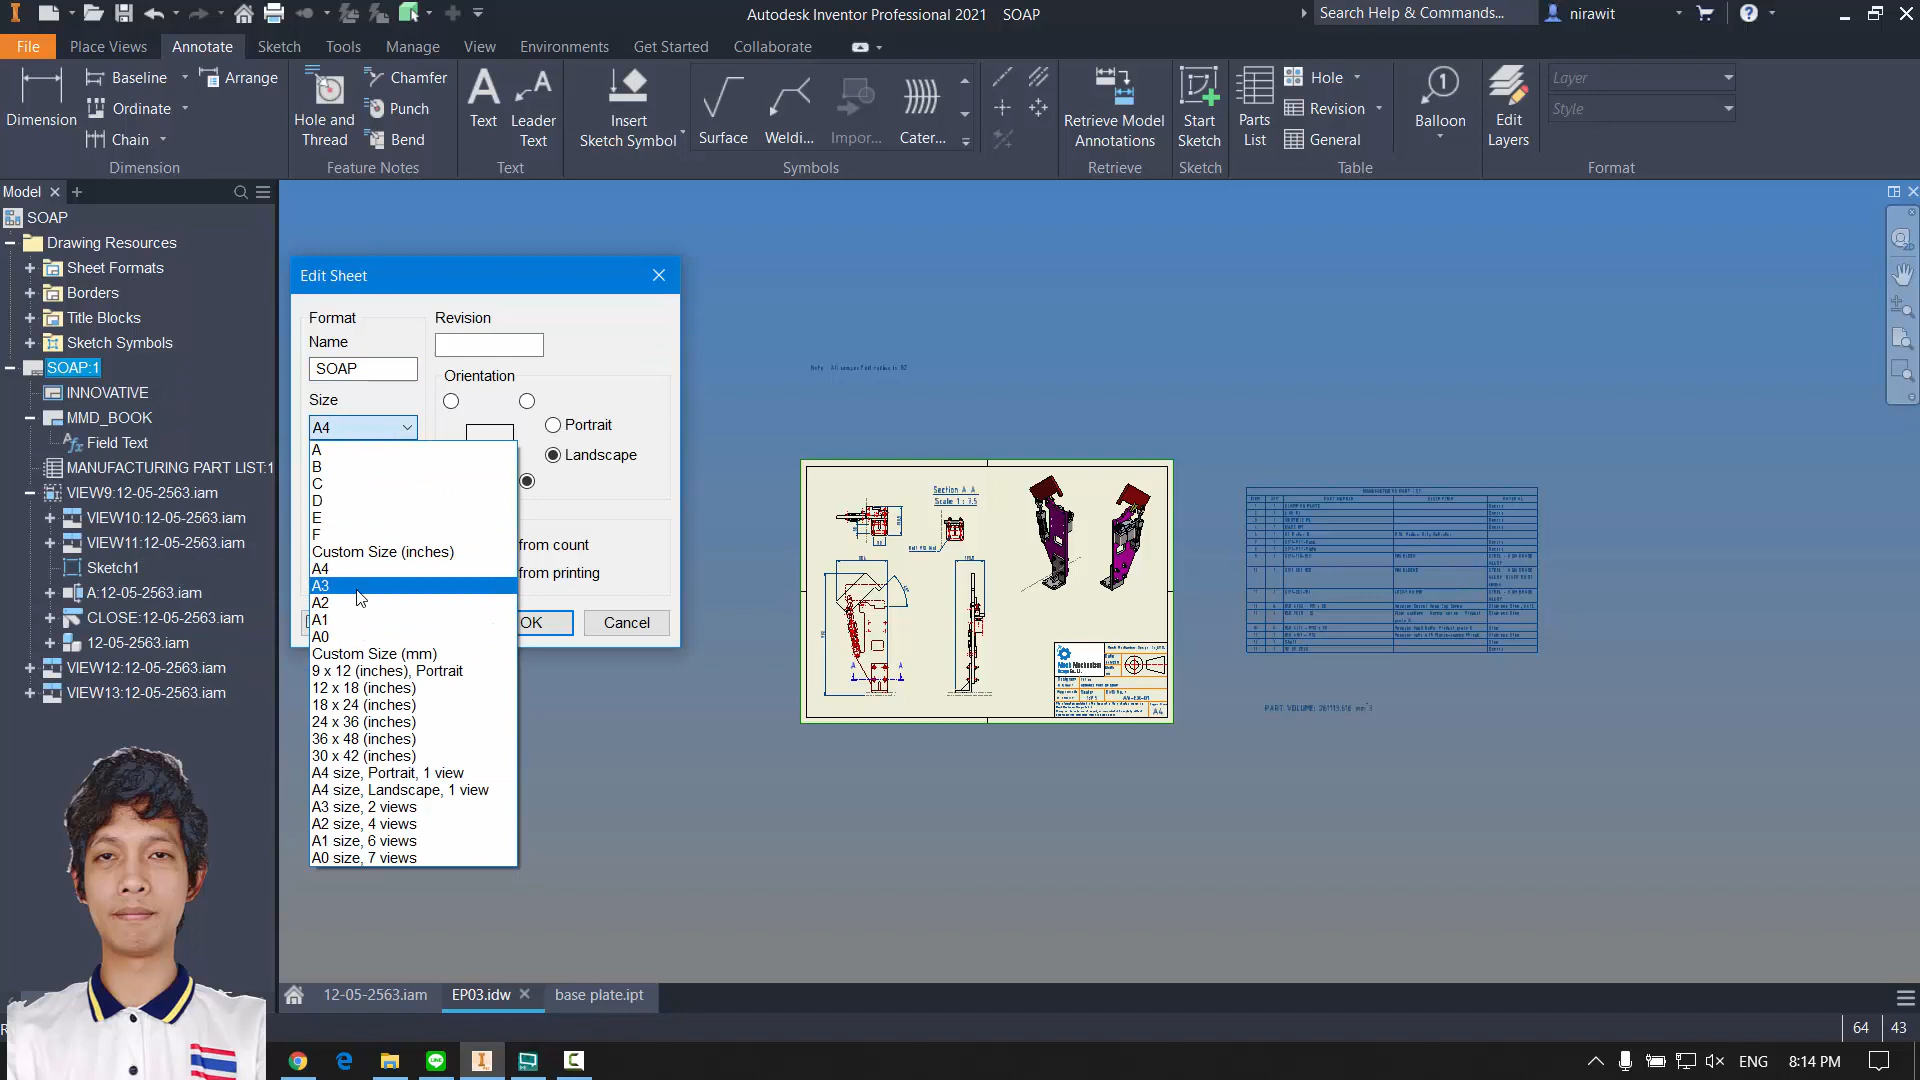 Autodesk Inventor Professional 2021 SOAP
Search Help & Commands...
nirawit
File Place Views Annotate Sketch Tools Manage View Environments Get Started Collaborate
Dimension
Baseline
Ordinate
Chain
Arrange
Dimension
Hole and Thread
Chamfer
Punch
Bend
Feature Notes
Text
Leader Text
Text
Insert Sketch Symbol
Surface
Weldi...
Impor...
Cater...
Symbols
Retrieve Model Annotations
Retrieve
Start Sketch
Sketch
Parts List
Hole
Revision
General
Table
Balloon
Edit Layers
Layer
Style
Format
Model
SOAP
Drawing Resources
Sheet Formats
Borders
Title Blocks
Sketch Symbols
SOAP:1
INNOVATIVE
MMD_BOOK
Field Text
MANUFACTURING PART LIST:1
VIEW9:12-05-2563.iam
VIEW10:12-05-2563.iam
VIEW11:12-05-2563.iam
Sketch1
A:12-05-2563.iam
CLOSE:12-05-2563.iam
12-05-2563.iam
VIEW12:12-05-2563.iam
VIEW13:12-05-2563.iam
Edit Sheet
Format
Name
SOAP
Size
A4
Revision
Orientation
Portrait
Landscape
from count
from printing
OK
Cancel
A
B
C
D
E
F
Custom Size (inches)
A4
A3
A2
A1
A0
Custom Size (mm)
9 x 12 (inches), Portrait
12 x 18 (inches)
18 x 24 (inches)
24 x 36 (inches)
36 x 48 (inches)
30 x 42 (inches)
A4 size, Portrait, 1 view
A4 size, Landscape, 1 view
A3 size, 2 views
A2 size, 4 views
A1 size, 6 views
A0 size, 7 views
Section A A
Scale 1 : 7.5
A A
A4
12-05-2563.iam
EP03.idw
base plate.ipt
64 43
ENG
8:14 PM